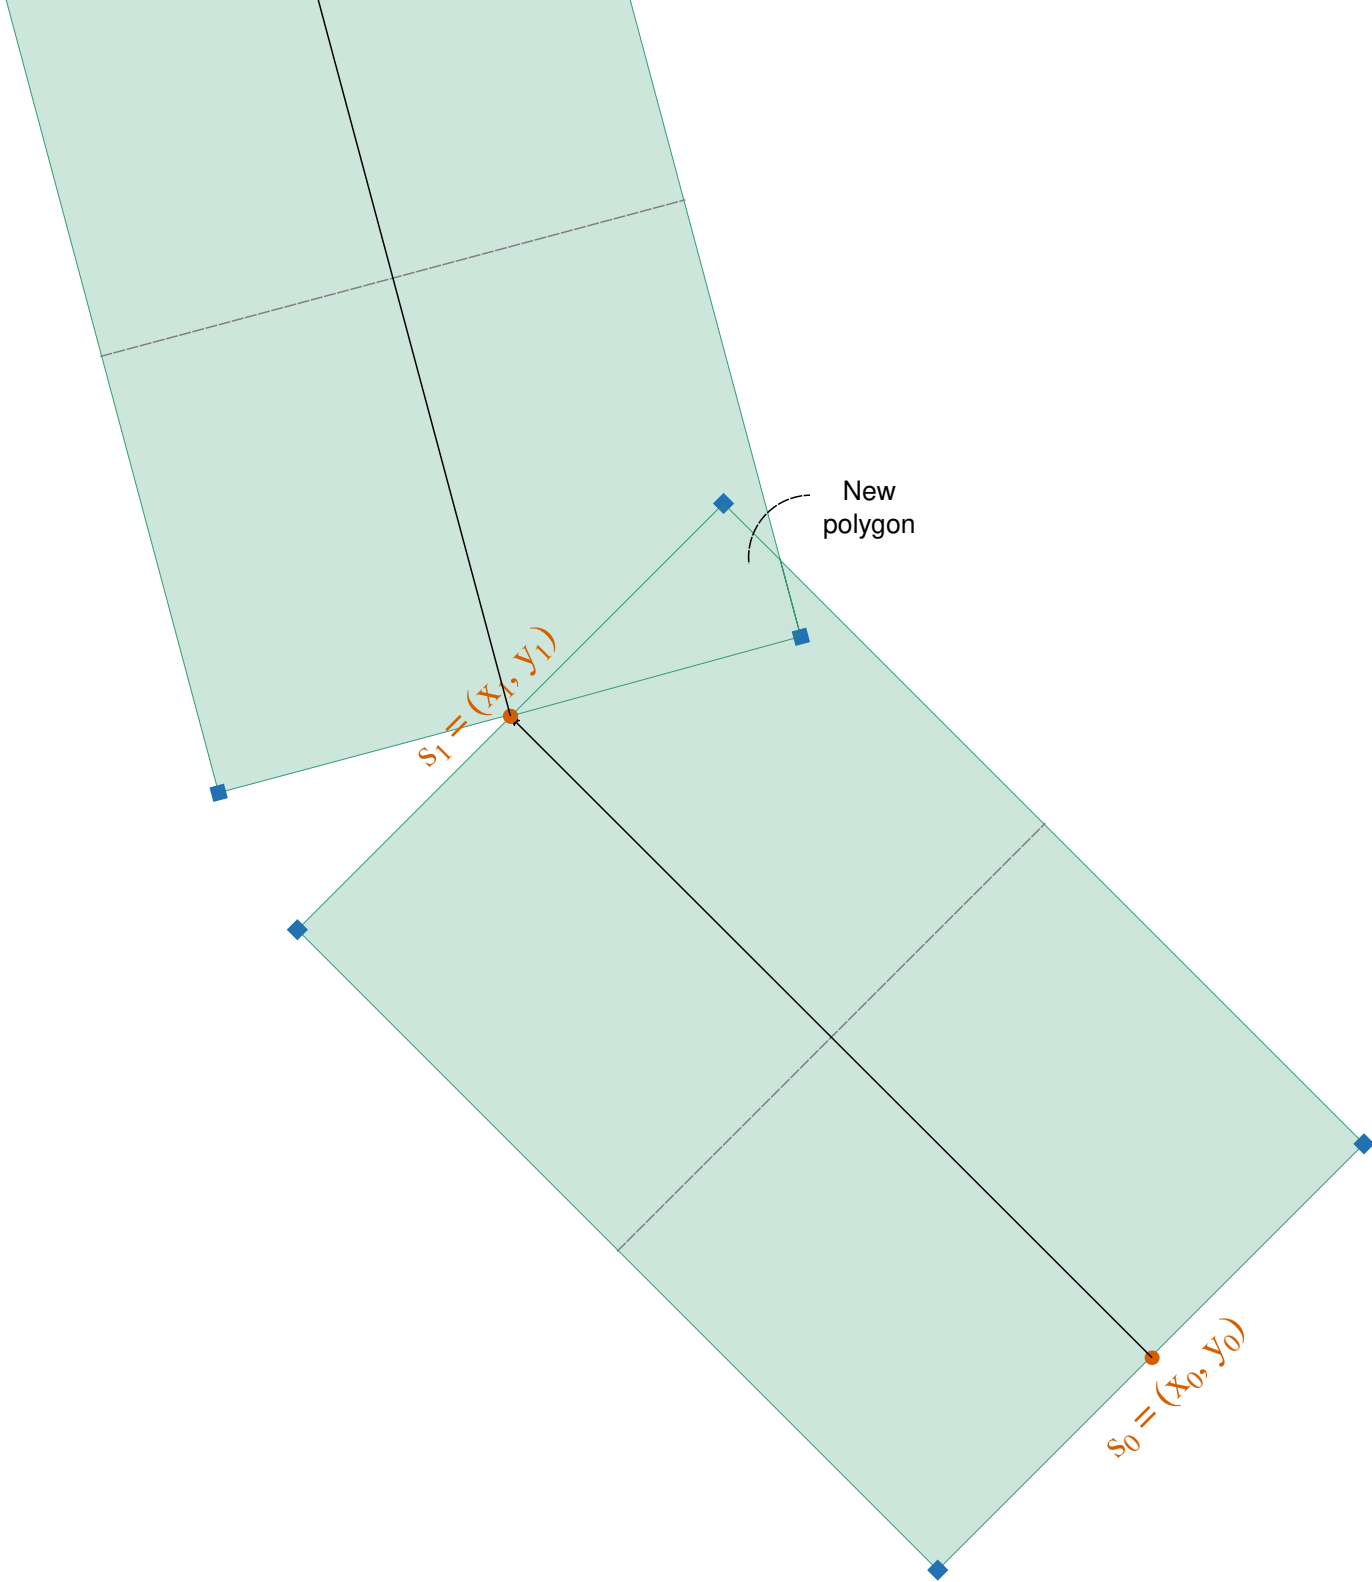 New
polygon
s₁ = (x₁, y₁)
s₀ = (x₀, y₀)